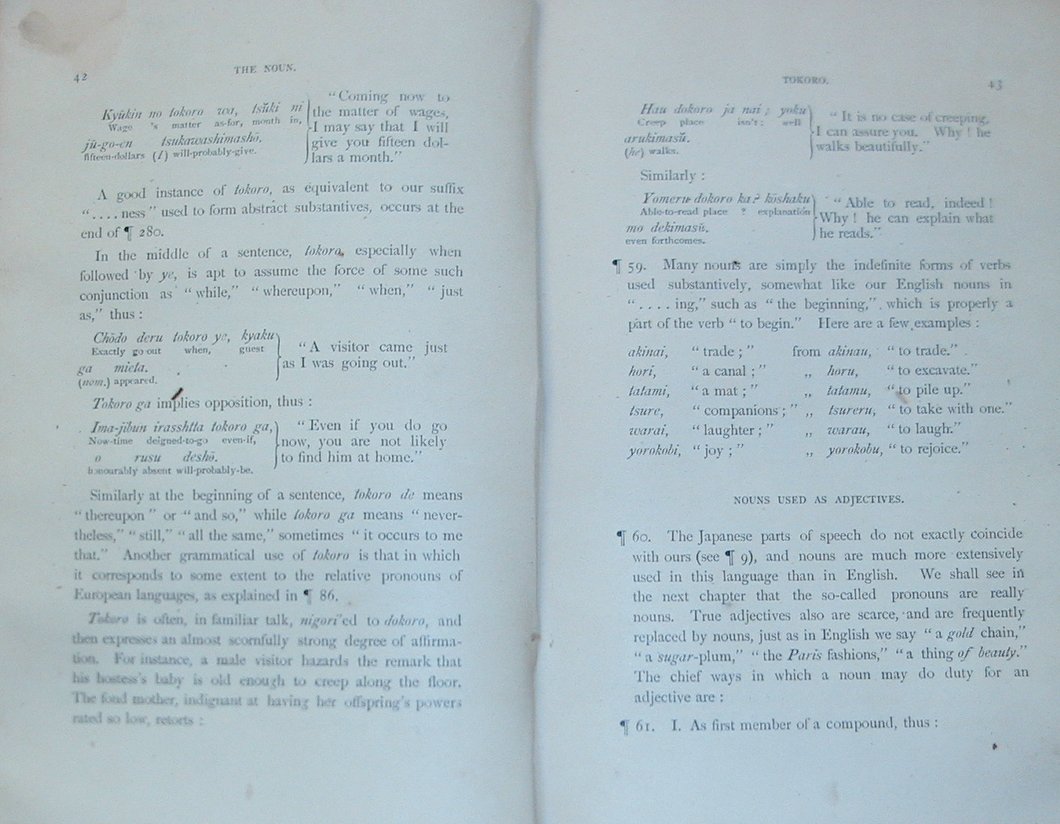 42
THE NOUN.
Kyūkin no tokoro wa, tsŭki ni
Wage 's matter as-for, month in,
jū-go-en tsukawashimashō.
fifteen-dollars (I) will-probably-give.
"Coming now to
the matter of wages,
I may say that I will
give you fifteen dol-
lars a month."
A good instance of tokoro, as equivalent to our suffix
"....ness" used to form abstract substantives, occurs at the
end of ¶ 280.
In the middle of a sentence, tokoro, especially when
followed by ye, is apt to assume the force of some such
conjunction as "while," "whereupon," "when," "just
as," thus :
Chōdo deru tokoro ye, kyaku
Exactly go-out when, guest
ga mieta.
(nom.) appeared.
"A visitor came just
as I was going out."
Tokoro ga implies opposition, thus :
Ima-jibun irasshtta tokoro ga,
Now-time deigned-to-go even-if,
o rusu deshō.
honourably absent will-probably-be.
"Even if you do go
now, you are not likely
to find him at home."
Similarly at the beginning of a sentence, tokoro de means
"thereupon" or "and so," while tokoro ga means "never-
theless," "still," "all the same," sometimes "it occurs to me
that." Another grammatical use of tokoro is that in which
it corresponds to some extent to the relative pronouns of
European languages, as explained in ¶ 86.
Tokoro is often, in familiar talk, nigori'ed to dokoro, and
then expresses an almost scornfully strong degree of affirma-
tion. For instance, a male visitor hazards the remark that
his hostess's baby is old enough to creep along the floor.
The fond mother, indignant at having her offspring's powers
rated so low, retorts :
TOKORO.
43
Hau dokoro ja nai ; yoku
Creep place isn't ; well
arukimasŭ.
(he) walks.
"It is no case of creeping,
I can assure you. Why ! he
walks beautifully."
Similarly :
Yomeru dokoro ka? kōshaku
Able-to-read place ? explanation
mo dekimasŭ.
even forthcomes.
"Able to read, indeed !
Why ! he can explain what
he reads."
¶ 59. Many nouns are simply the indefinite forms of verbs
used substantively, somewhat like our English nouns in
"....ing," such as "the beginning," which is properly a
part of the verb "to begin." Here are a few examples :
akinai, "trade ;" from akinau, "to trade."
hori, "a canal ;" ,, horu, "to excavate."
tatami, "a mat ;" ,, tatamu, "to pile up."
tsure, "companions ;" ,, tsureru, "to take with one."
warai, "laughter ;" ,, warau, "to laugh."
yorokobi, "joy ;" ,, yorokobu, "to rejoice."
NOUNS USED AS ADJECTIVES.
¶ 60. The Japanese parts of speech do not exactly coincide
with ours (see ¶ 9), and nouns are much more extensively
used in this language than in English. We shall see in
the next chapter that the so-called pronouns are really
nouns. True adjectives also are scarce, and are frequently
replaced by nouns, just as in English we say "a gold chain,"
"a sugar-plum," "the Paris fashions," "a thing of beauty."
The chief ways in which a noun may do duty for an
adjective are :
¶ 61. I. As first member of a compound, thus :